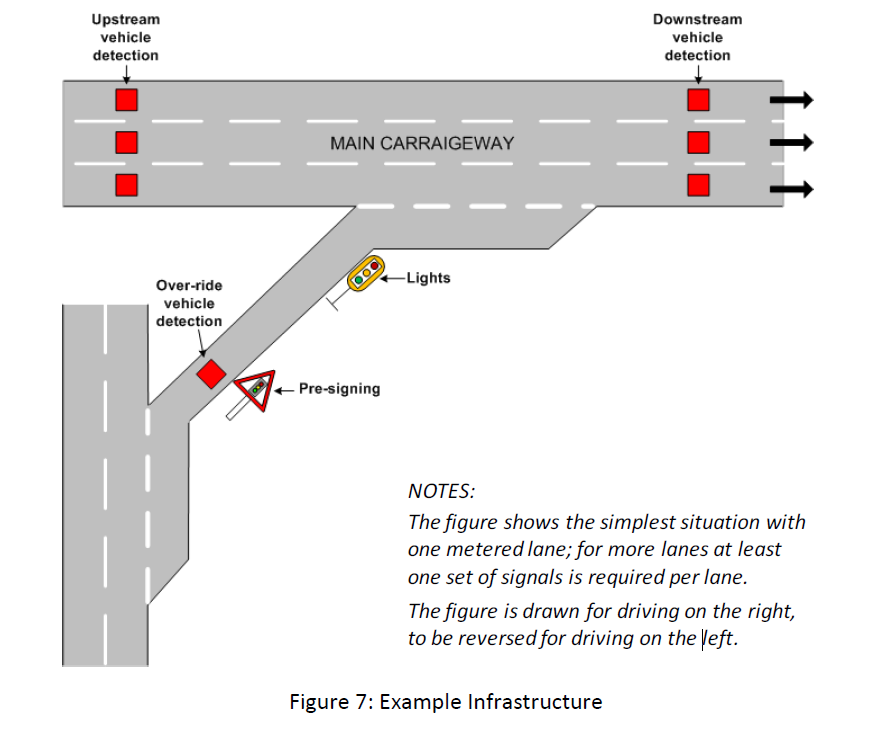 Upstream
vehicle
detection
Downstream
vehicle
detection
MAIN CARRAIGEWAY
Lights
Over-ride
vehicle
detection
Pre-signing
NOTES:
The figure shows the simplest situation with
one metered lane; for more lanes at least
one set of signals is required per lane.
The figure is drawn for driving on the right,
to be reversed for driving on the left.
Figure 7: Example Infrastructure